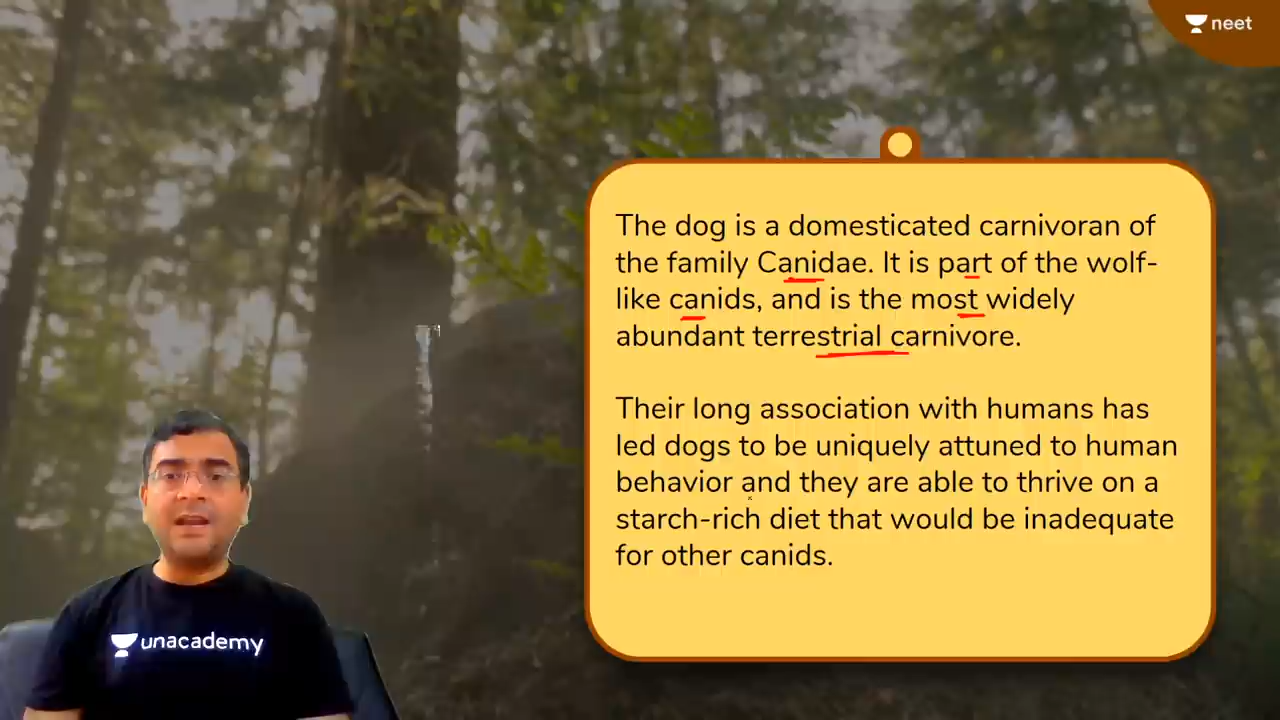 neet
The dog is a domesticated carnivoran of
the family Canidae. It is part of the wolf-
like canids, and is the most widely
abundant terrestrial carnivore.
Their long association with humans has
led dogs to be uniquely attuned to human
behavior and they are able to thrive on a
starch-rich diet that would be inadequate
for other canids.
unacademy